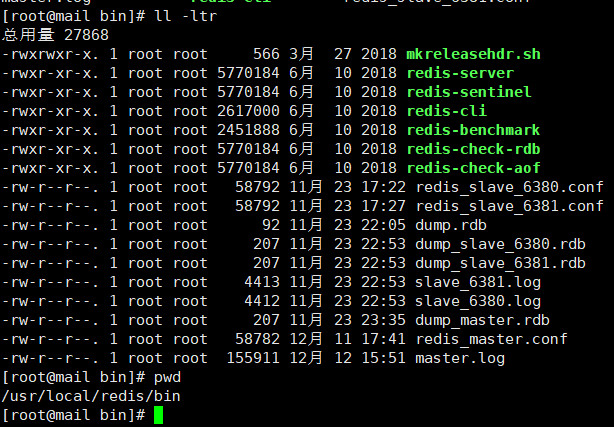 [root@mail bin]# ll -ltr
总用量 27868
-rwxrwxr-x. 1 root root     566 3月  27 2018 mkreleasehdr.sh
-rwxr-xr-x. 1 root root 5770184 6月  10 2018 redis-server
-rwxr-xr-x. 1 root root 5770184 6月  10 2018 redis-sentinel
-rwxr-xr-x. 1 root root 2617000 6月  10 2018 redis-cli
-rwxr-xr-x. 1 root root 2451888 6月  10 2018 redis-benchmark
-rwxr-xr-x. 1 root root 5770184 6月  10 2018 redis-check-rdb
-rwxr-xr-x. 1 root root 5770184 6月  10 2018 redis-check-aof
-rw-r--r--. 1 root root   58792 11月 23 17:22 redis_slave_6380.conf
-rw-r--r--. 1 root root   58792 11月 23 17:27 redis_slave_6381.conf
-rw-r--r--. 1 root root      92 11月 23 22:05 dump.rdb
-rw-r--r--. 1 root root     207 11月 23 22:53 dump_slave_6380.rdb
-rw-r--r--. 1 root root     207 11月 23 22:53 dump_slave_6381.rdb
-rw-r--r--. 1 root root    4413 11月 23 22:53 slave_6381.log
-rw-r--r--. 1 root root    4412 11月 23 22:53 slave_6380.log
-rw-r--r--. 1 root root     207 11月 23 23:35 dump_master.rdb
-rw-r--r--. 1 root root   58782 12月 11 17:41 redis_master.conf
-rw-r--r--. 1 root root  155911 12月 12 15:51 master.log
[root@mail bin]# pwd
/usr/local/redis/bin
[root@mail bin]#